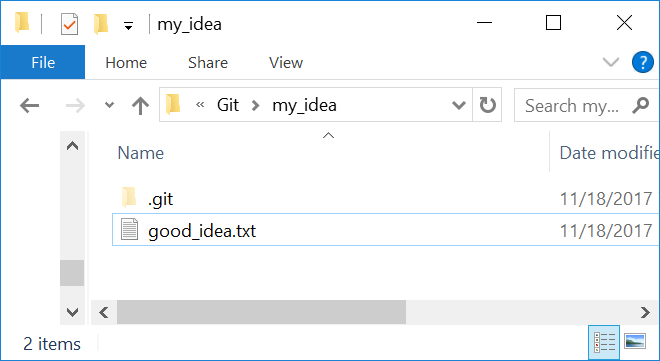 my_idea
File Home Share View ?
« Git > my_idea Search my...
Name Date modifie
.git 11/18/2017
good_idea.txt 11/18/2017
2 items